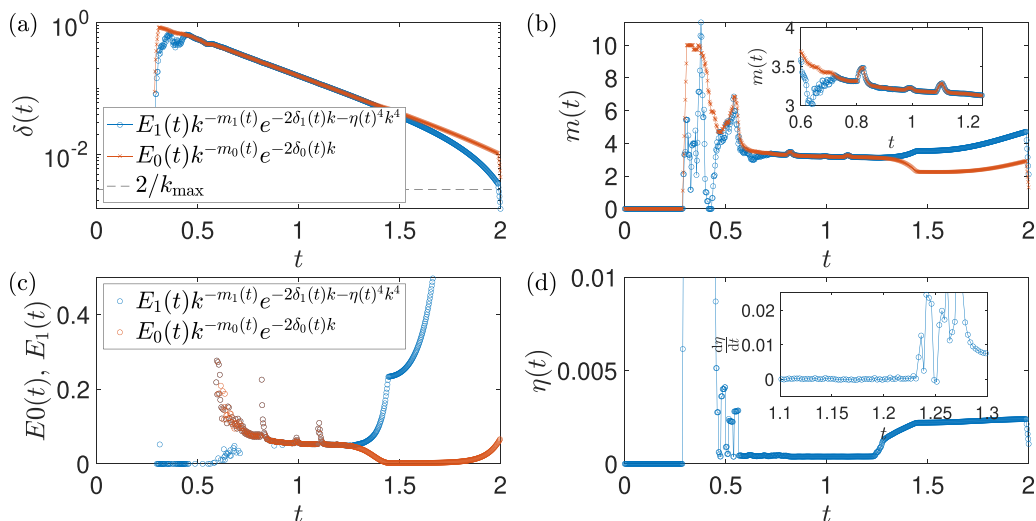 (a)
10^0
10^{-2}
δ(t)
E_1(t)k^{-m_1(t)}e^{-2δ_1(t)k-η(t)^4k^4}
E_0(t)k^{-m_0(t)}e^{-2δ_0(t)k}
2/k_max
0 0.5 1 1.5 2
t
(b)
10
8
6
4
2
0
m(t)
4
3.5
3
m(t)
0.6 0.8 1 1.2
t
0 0.5 1 1.5 2
t
(c)
0.4
0.2
0
E0(t), E_1(t)
E_1(t)k^{-m_1(t)}e^{-2δ_1(t)k-η(t)^4k^4}
E_0(t)k^{-m_0(t)}e^{-2δ_0(t)k}
0 0.5 1 1.5 2
t
(d)
0.01
0.005
0
η(t)
0.02
0.01
0
dη/dt
1.1 1.15 1.2 1.25 1.3
t
0 0.5 1 1.5 2
t